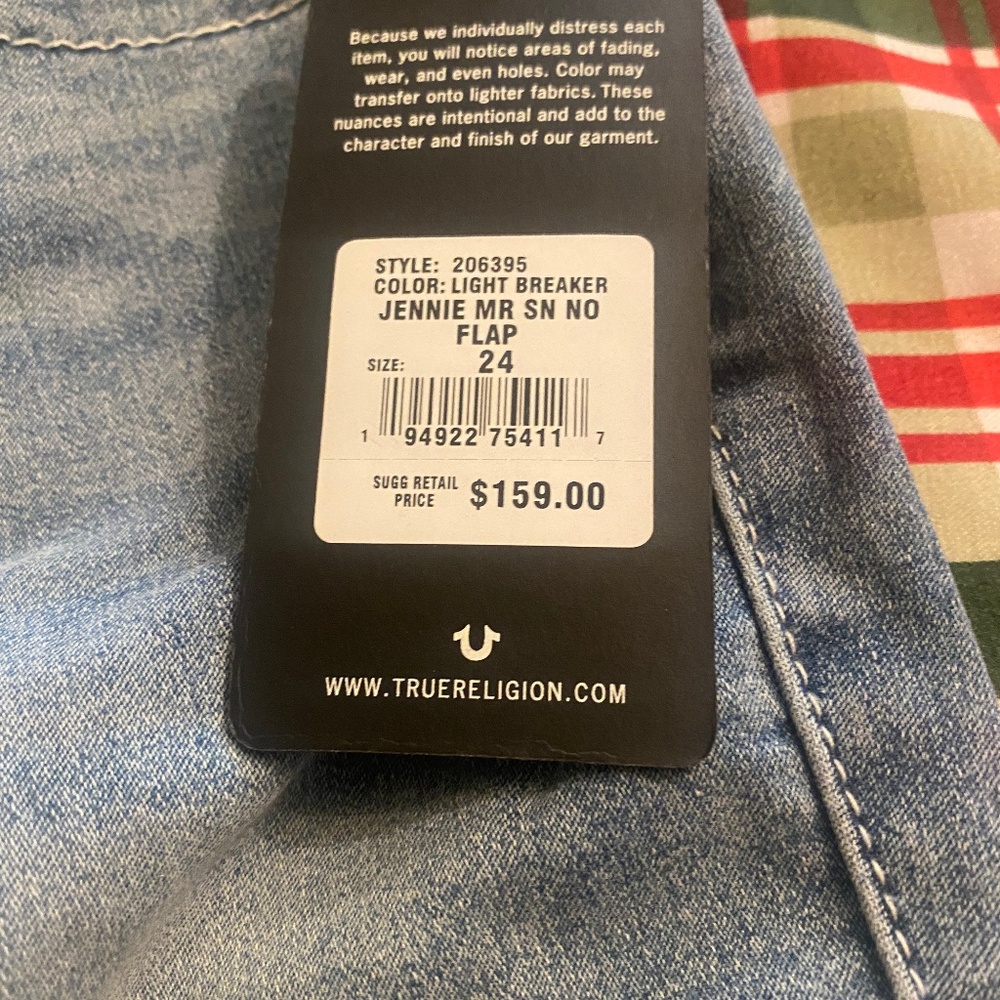 Because we individually distress each
item, you will notice areas of fading,
wear, and even holes. Color may
transfer onto lighter fabrics. These
nuances are intentional and add to the
character and finish of our garment.
STYLE: 206395
COLOR: LIGHT BREAKER
JENNIE MR SN NO
FLAP
SIZE: 24
1 94922 75411 7
SUGG RETAIL
PRICE $159.00
WWW.TRUERELIGION.COM